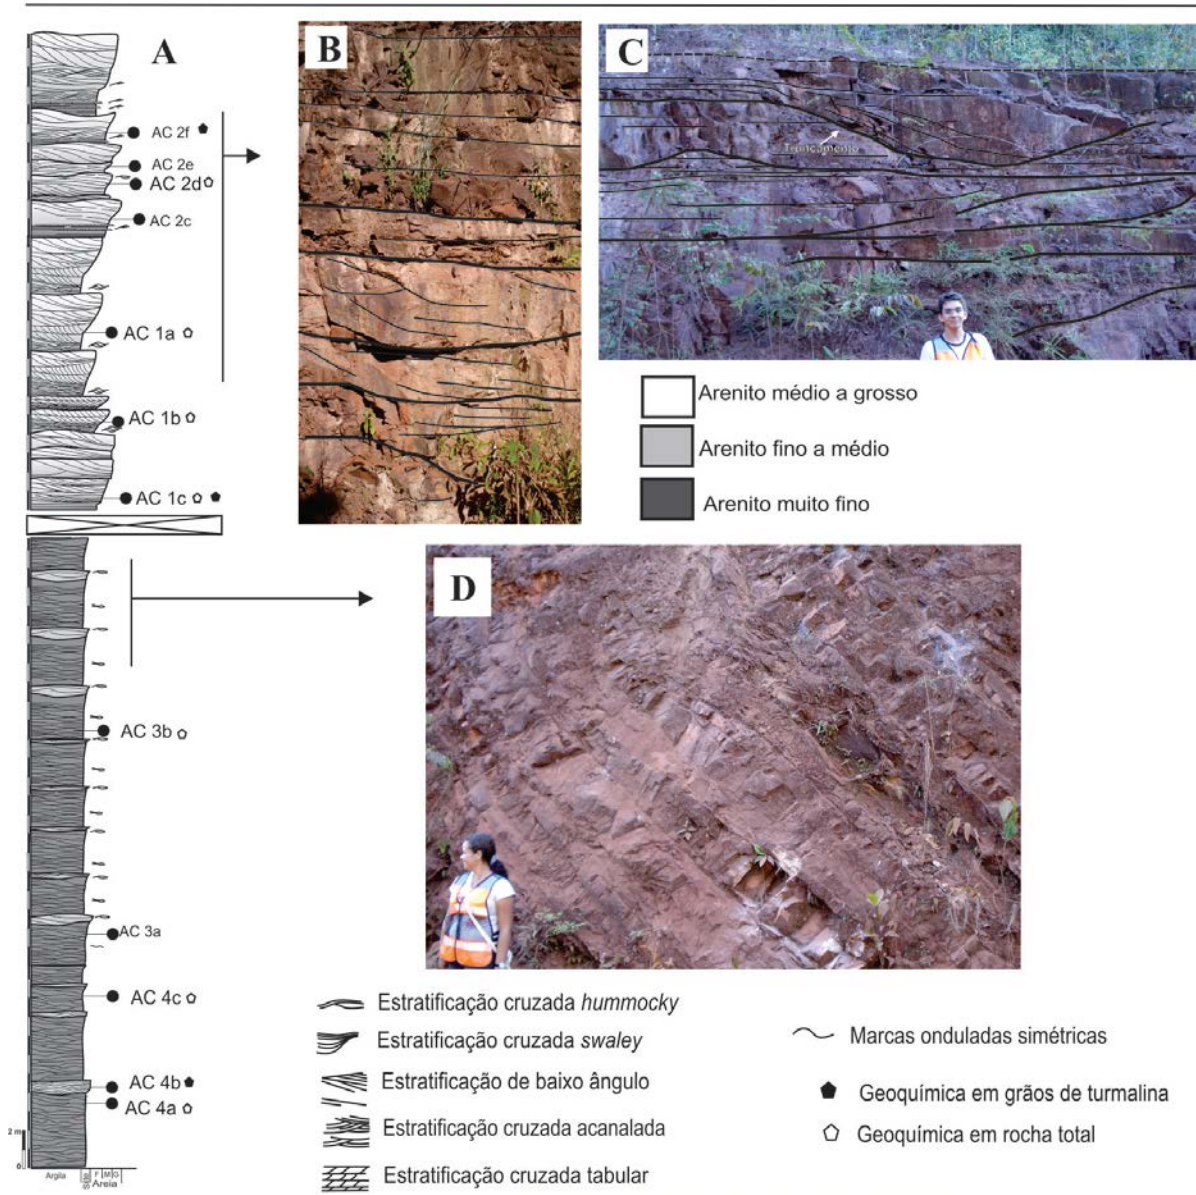 A
AC 2f
AC 2e
AC 2d
AC 2c
AC 1a
AC 1b
AC 1c
AC 3b
AC 3a
AC 4c
AC 4b
AC 4a
2 m
0
Argila
Silte
F M G
Areia
B
C
Truncamento
Arenito médio a grosso
Arenito fino a médio
Arenito muito fino
D
Estratificação cruzada hummocky
Estratificação cruzada swaley
Estratificação de baixo ângulo
Estratificação cruzada acanalada
Estratificação cruzada tabular
Marcas onduladas simétricas
Geoquímica em grãos de turmalina
Geoquímica em rocha total